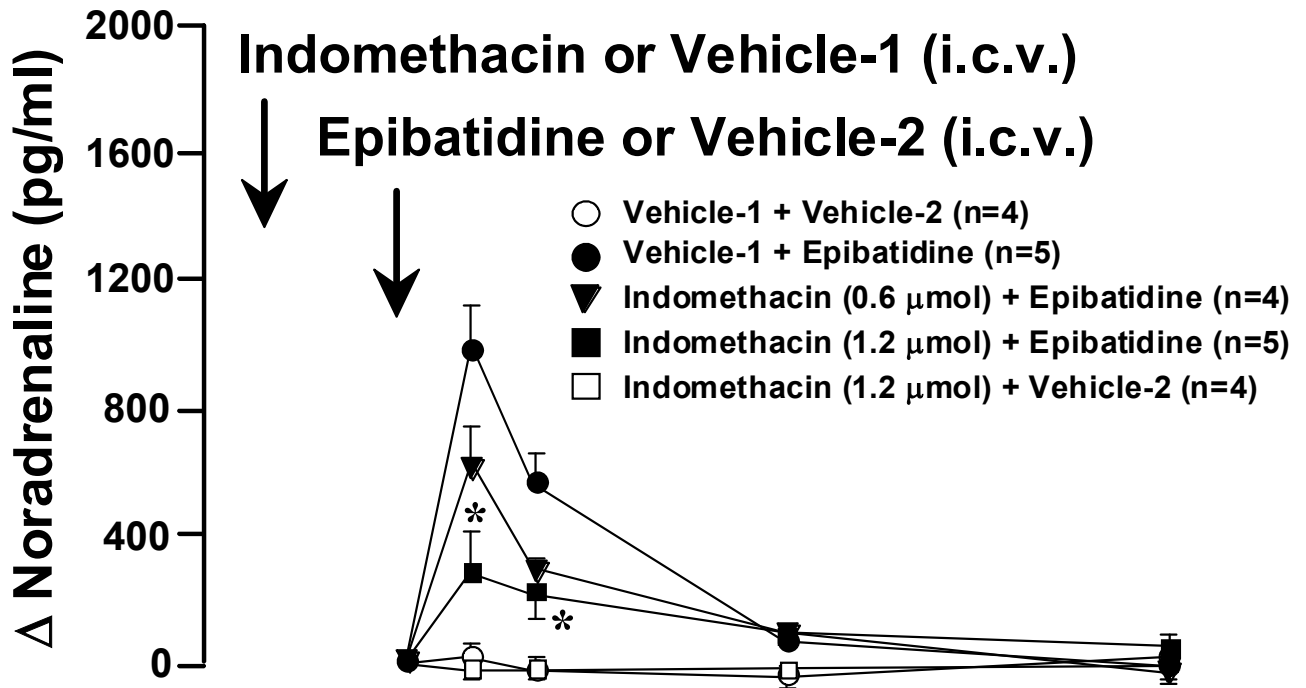 Δ Noradrenaline (pg/ml)
2000
1600
1200
800
400
0
Indomethacin or Vehicle-1 (i.c.v.)
Epibatidine or Vehicle-2 (i.c.v.)
Vehicle-1 + Vehicle-2 (n=4)
Vehicle-1 + Epibatidine (n=5)
Indomethacin (0.6 μmol) + Epibatidine (n=4)
Indomethacin (1.2 μmol) + Epibatidine (n=5)
Indomethacin (1.2 μmol) + Vehicle-2 (n=4)
*
*